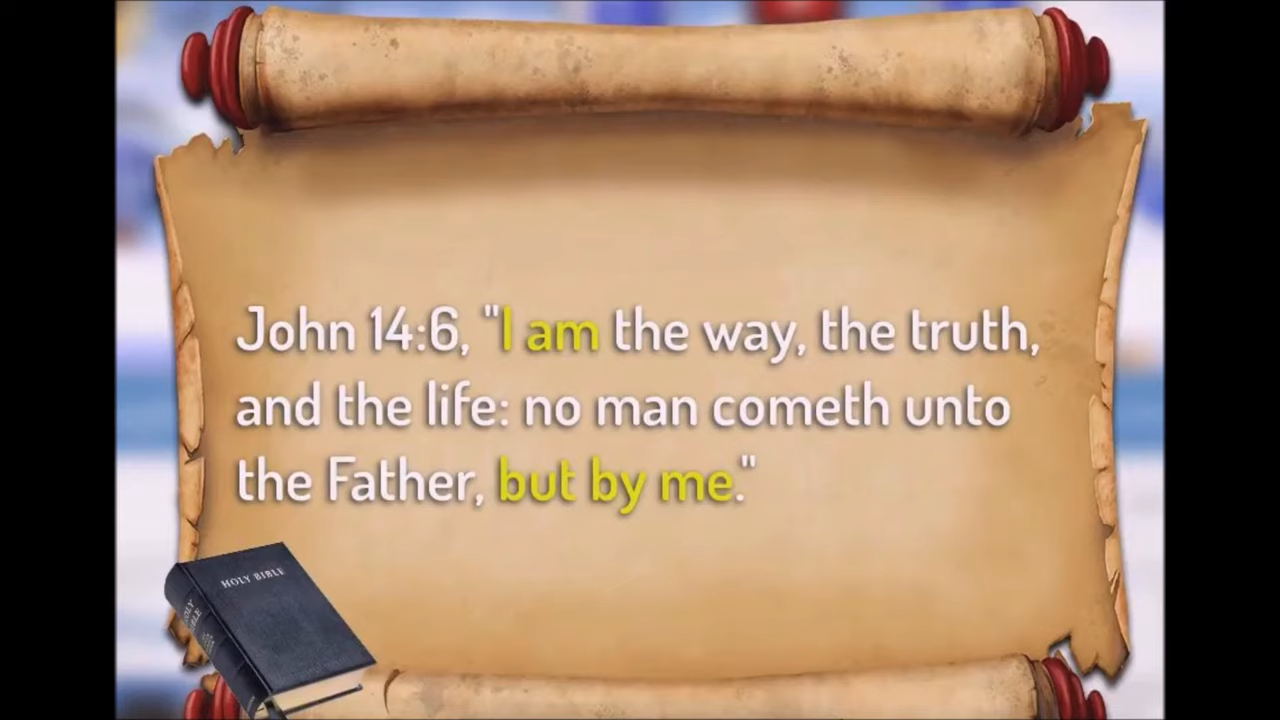 John 14:6, "I am the way, the truth,
and the life: no man cometh unto
the Father, but by me."
HOLY BIBLE